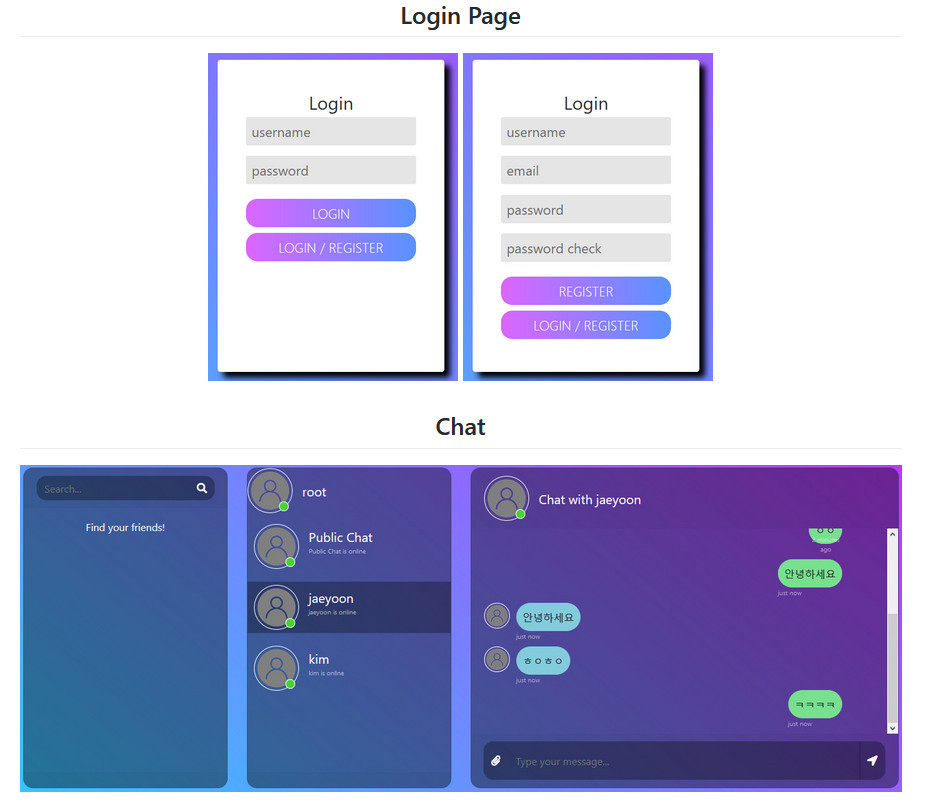 Login Page
Login
username
password
LOGIN
LOGIN / REGISTER
Login
username
email
password
password check
REGISTER
LOGIN / REGISTER
Chat
Search...
Find your friends!
root
Public Chat
Public Chat is online
jaeyoon
jaeyoon is online
kim
kim is online
Chat with jaeyoon
ㅎㅎ
ago
안녕하세요
just now
안녕하세요
just now
ㅎㅇㅎㅇ
just now
ㅋㅋㅋㅋ
just now
Type your message...